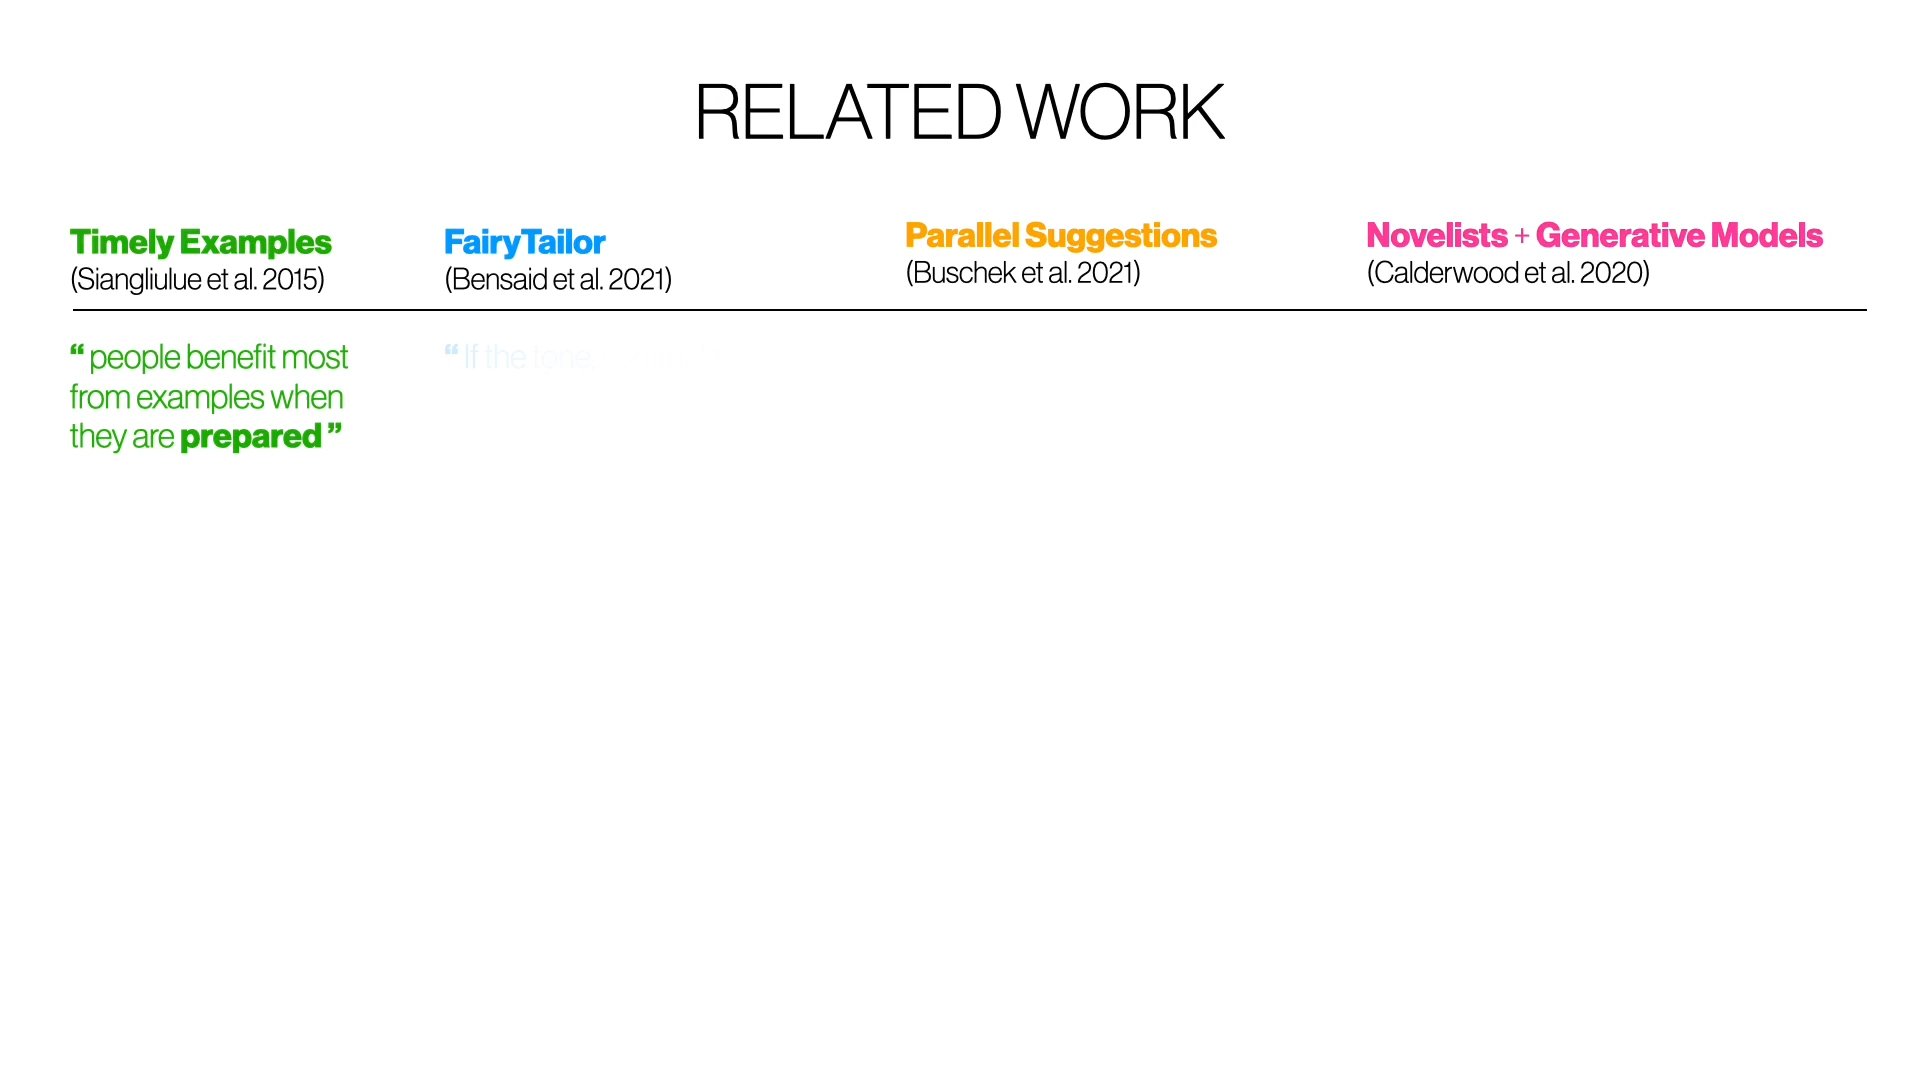 RELATED WORK
Timely Examples
(Siangliulue et al. 2015)
FairyTailor
(Bensaid et al. 2021)
Parallel Suggestions
(Buschek et al. 2021)
Novelists + Generative Models
(Calderwood et al. 2020)
“ people benefit most
from examples when
they are prepared ”
“ If the tone